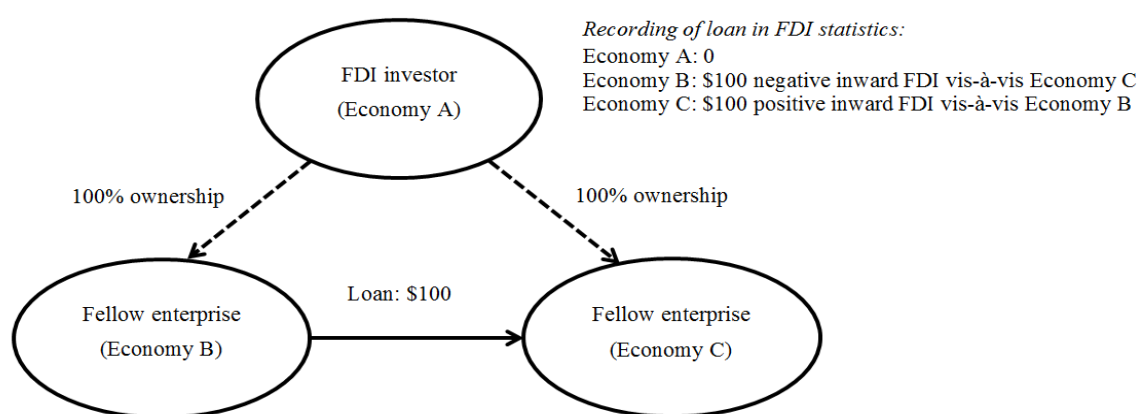 FDI investor
(Economy A)
Recording of loan in FDI statistics:
Economy A: 0
Economy B: $100 negative inward FDI vis-à-vis Economy C
Economy C: $100 positive inward FDI vis-à-vis Economy B
100% ownership
100% ownership
Loan: $100
Fellow enterprise
(Economy B)
Fellow enterprise
(Economy C)